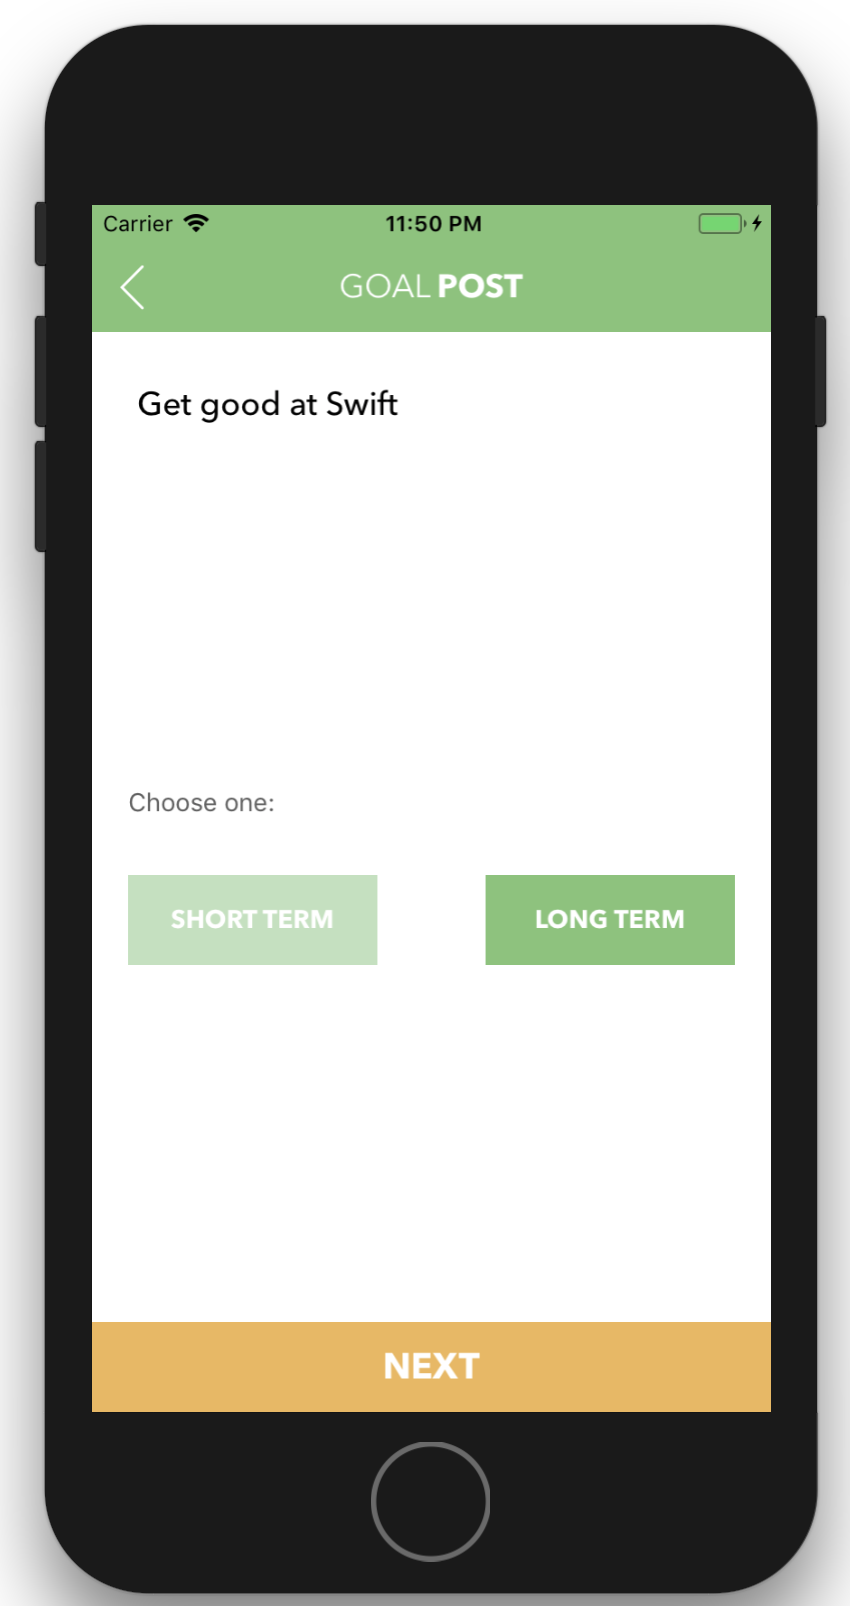 Carrier 11:50 PM
GOAL POST
Get good at Swift
Choose one:
SHORT TERM LONG TERM
NEXT